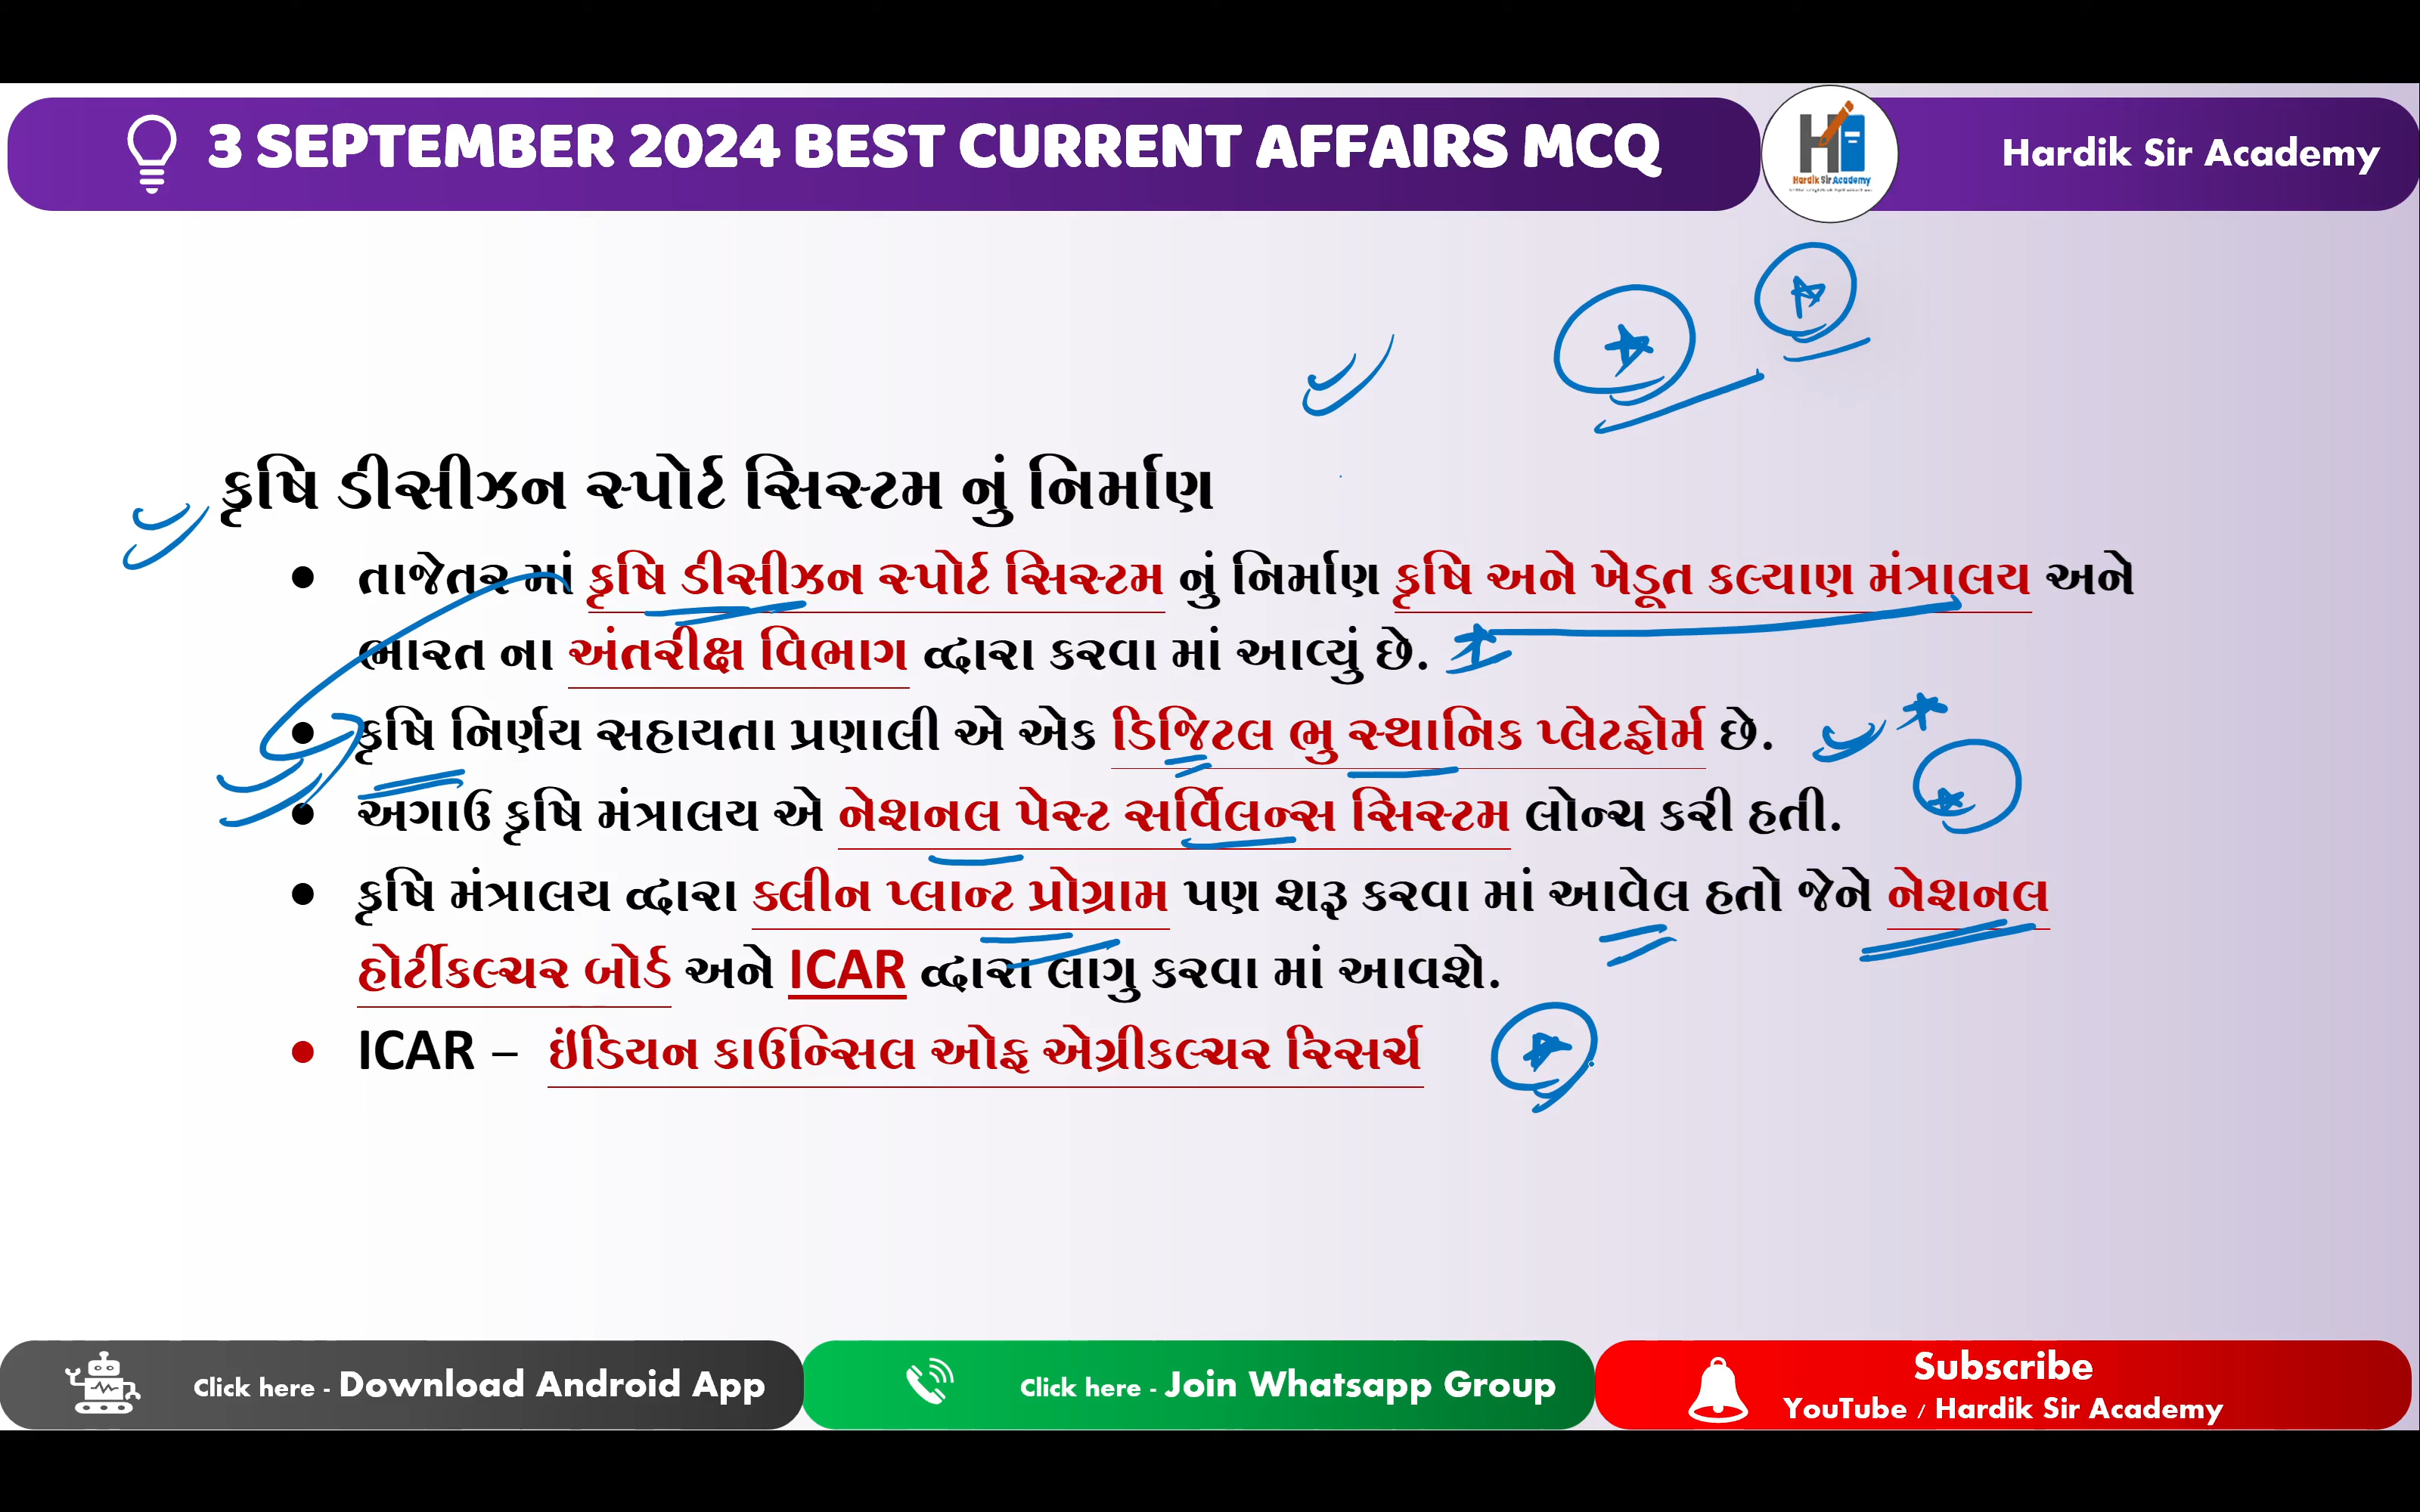 3 SEPTEMBER 2024 BEST CURRENT AFFAIRS MCQ
Hardik Sir Academy
Hardik Sir Academy
કૃષિ ડીસીઝન સ્પોર્ટ સિસ્ટમ નું નિર્માણ
• તાજેતર માં કૃષિ ડીસીઝન સ્પોર્ટ સિસ્ટમ નું નિર્માણ કૃષિ અને ખેડૂત કલ્યાણ મંત્રાલય અને
ભારત ના અંતરીક્ષ વિભાગ દ્વારા કરવા માં આવ્યું છે.
• કૃષિ નિર્ણય સહાયતા પ્રણાલી એ એક ડિજિટલ ભુ સ્થાનિક પ્લેટફોર્મ છે.
• અગાઉ કૃષિ મંત્રાલય એ નેશનલ પેસ્ટ સર્વિલન્સ સિસ્ટમ લોન્ચ કરી હતી.
• કૃષિ મંત્રાલય દ્વારા ક્લીન પ્લાન્ટ પ્રોગ્રામ પણ શરૂ કરવા માં આવેલ હતો જેને નેશનલ
હોર્ટીકલ્ચર બોર્ડ અને ICAR દ્વારા લાગુ કરવા માં આવશે.
• ICAR – ઇંડિયન કાઉન્સિલ ઓફ એગ્રીકલ્ચર રિસર્ચ
Click here - Download Android App
Click here - Join Whatsapp Group
Subscribe
YouTube / Hardik Sir Academy